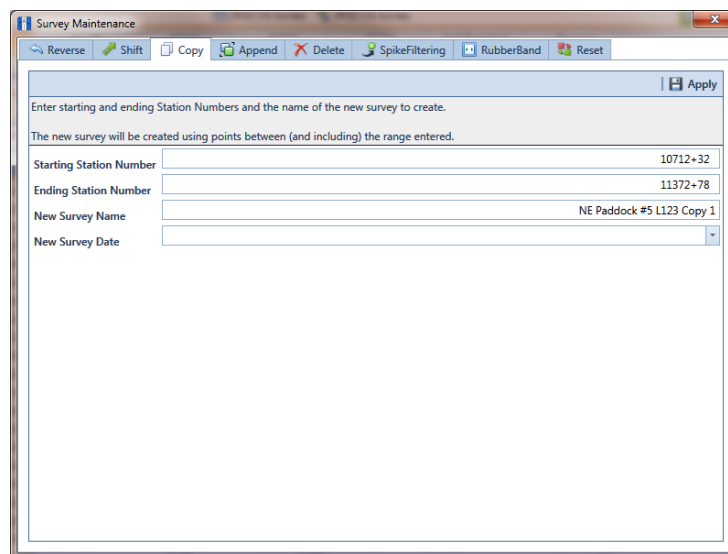 Survey Maintenance
Reverse Shift Copy Append Delete SpikeFiltering RubberBand Reset
Apply
Enter starting and ending Station Numbers and the name of the new survey to create.
The new survey will be created using points between (and including) the range entered.
Starting Station Number 10712+32
Ending Station Number 11372+78
New Survey Name NE Paddock #5 L123 Copy 1
New Survey Date